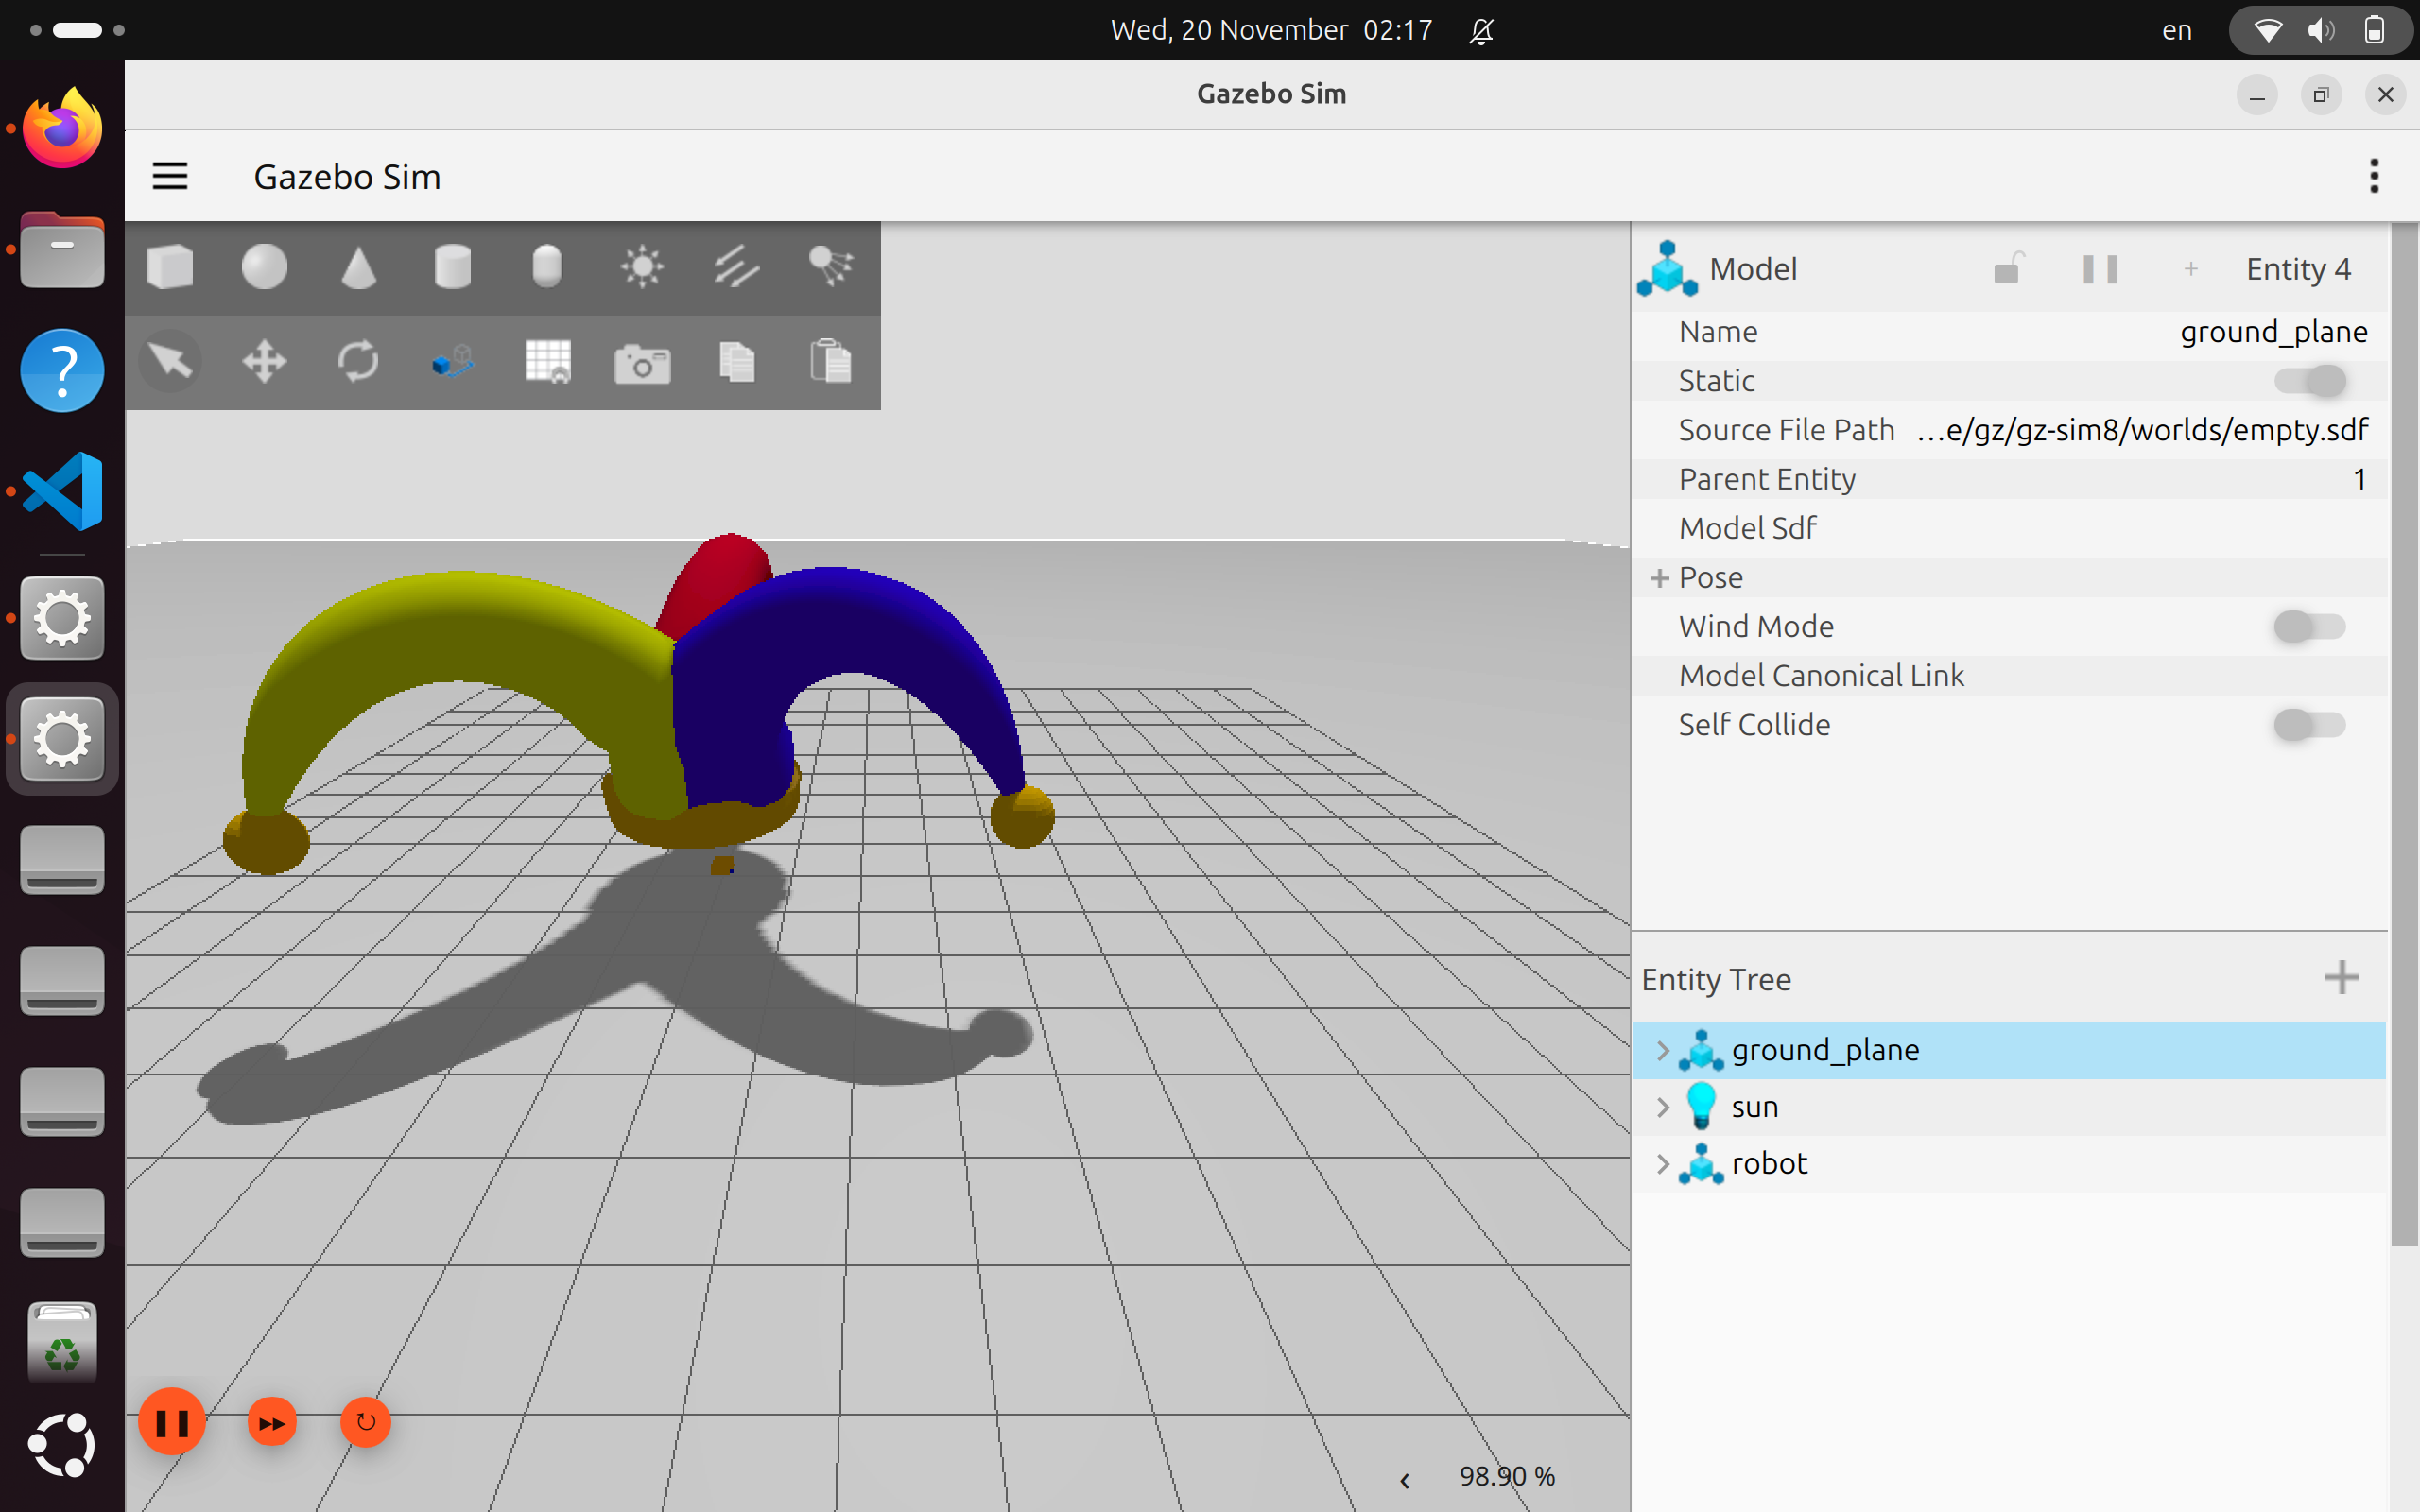 Wed, 20 November 02:17
en
Gazebo Sim
Gazebo Sim
Model
Entity 4
Name
ground_plane
Static
Source File Path
...e/gz/gz-sim8/worlds/empty.sdf
Parent Entity
1
Model Sdf
Pose
Wind Mode
Model Canonical Link
Self Collide
Entity Tree
ground_plane
sun
robot
98.90 %